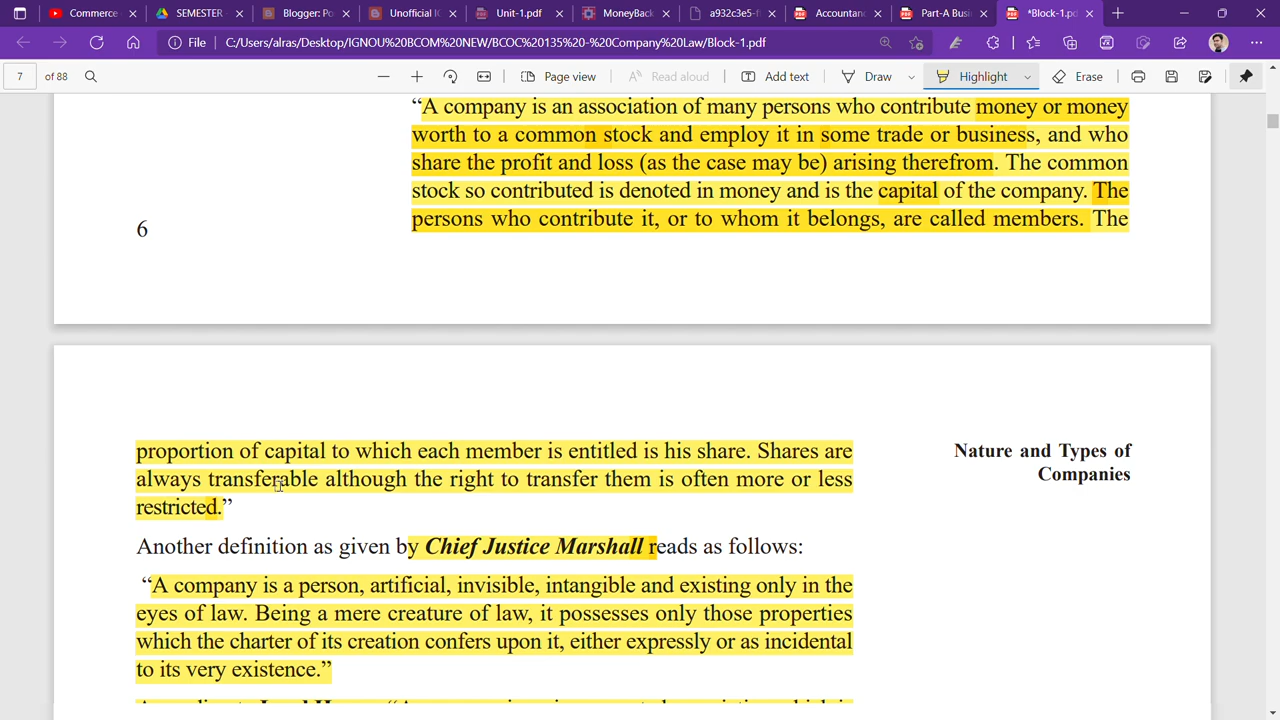 Commerce
SEMESTER -
Blogger: Po
Unofficial IG
Unit-1.pdf
MoneyBack
a932c3e5-f
Accountan
Part-A Busi
*Block-1.pd
File
C:/Users/alras/Desktop/IGNOU%20BCOM%20NEW/BCOC%20135%20-%20Company%20Law/Block-1.pdf
7 of 88
Page view
Read aloud
Add text
Draw
Highlight
Erase
“A company is an association of many persons who contribute money or money
worth to a common stock and employ it in some trade or business, and who
share the profit and loss (as the case may be) arising therefrom. The common
stock so contributed is denoted in money and is the capital of the company. The
persons who contribute it, or to whom it belongs, are called members. The
6
proportion of capital to which each member is entitled is his share. Shares are
always transferable although the right to transfer them is often more or less
restricted.”
Nature and Types of
Companies
Another definition as given by Chief Justice Marshall reads as follows:
“A company is a person, artificial, invisible, intangible and existing only in the
eyes of law. Being a mere creature of law, it possesses only those properties
which the charter of its creation confers upon it, either expressly or as incidental
to its very existence.”